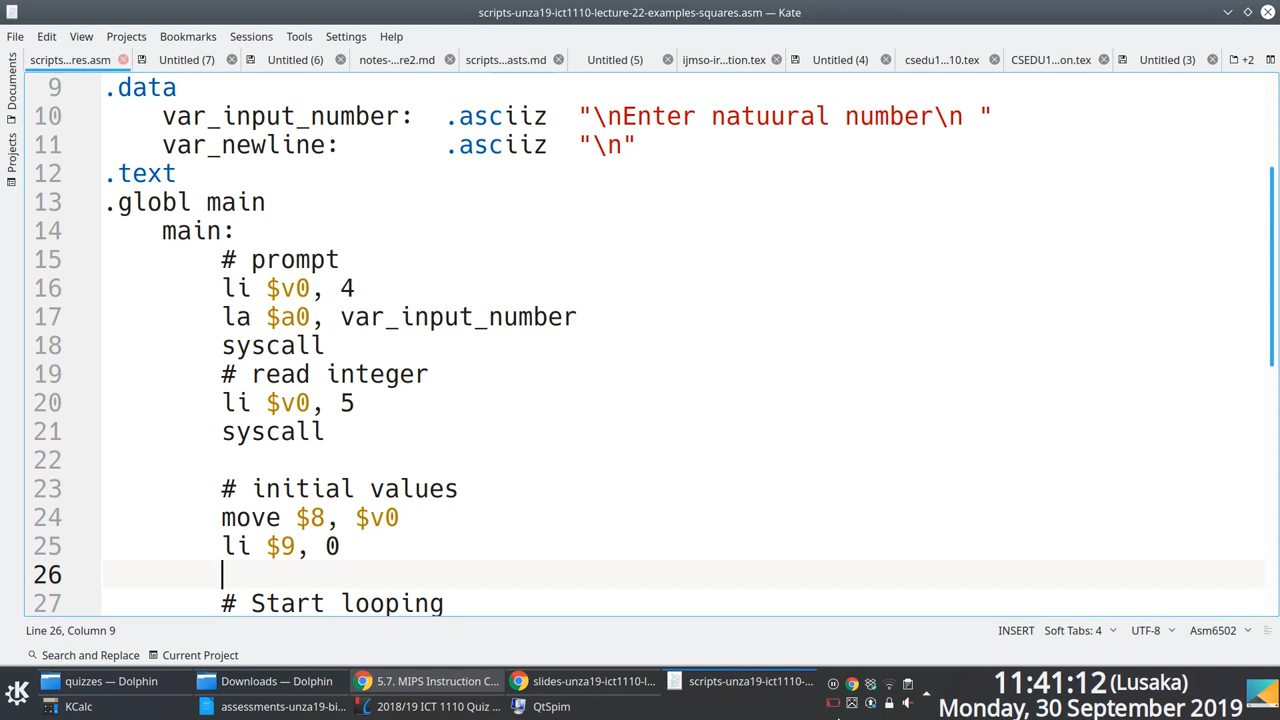 scripts-unza19-ict1110-lecture-22-examples-squares.asm — Kate
File Edit View Projects Bookmarks Sessions Tools Settings Help
scripts...res.asm Untitled (7) Untitled (6) notes-...re2.md scripts...asts.md Untitled (5) ijmso-ir...tion.tex Untitled (4) csedu1...10.tex CSEDU1...on.tex Untitled (3) +2
Documents
Projects
9 .data
10 var_input_number: .asciiz "\nEnter natuural number\n "
11 var_newline: .asciiz "\n"
12 .text
13 .globl main
14 main:
15 # prompt
16 li $v0, 4
17 la $a0, var_input_number
18 syscall
19 # read integer
20 li $v0, 5
21 syscall
22
23 # initial values
24 move $8, $v0
25 li $9, 0
26
27 # Start looping
Line 26, Column 9 INSERT Soft Tabs: 4 UTF-8 Asm6502
Search and Replace Current Project
quizzes — Dolphin Downloads — Dolphin 5.7. MIPS Instruction C... slides-unza19-ict1110-l... scripts-unza19-ict1110-...
KCalc assessments-unza19-bi... 2018/19 ICT 1110 Quiz ... QtSpim
11:41:12 (Lusaka)
Monday, 30 September 2019